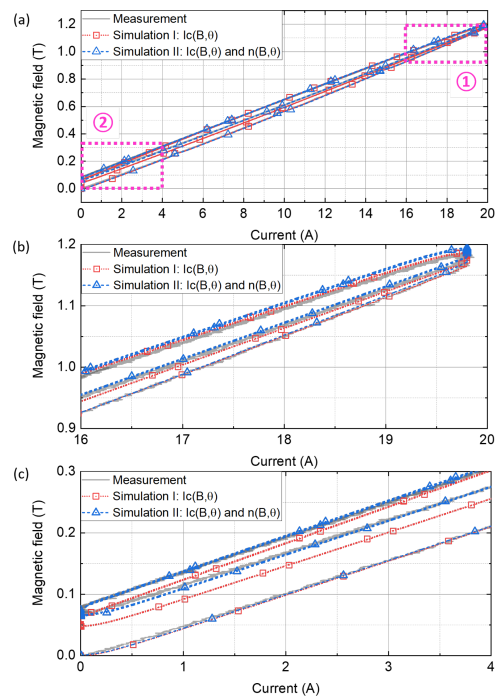 (a)
Measurement
Simulation I: Ic(B,θ)
Simulation II: Ic(B,θ) and n(B,θ)
①
②
Magnetic field (T)
1.2
1.0
0.8
0.6
0.4
0.2
0.0
0 2 4 6 8 10 12 14 16 18 20
Current (A)
(b)
Measurement
Simulation I: Ic(B,θ)
Simulation II: Ic(B,θ) and n(B,θ)
Magnetic field (T)
1.2
1.1
1.0
0.9
16 17 18 19 20
Current (A)
(c)
Measurement
Simulation I: Ic(B,θ)
Simulation II: Ic(B,θ) and n(B,θ)
Magnetic field (T)
0.3
0.2
0.1
0.0
0 1 2 3 4
Current (A)